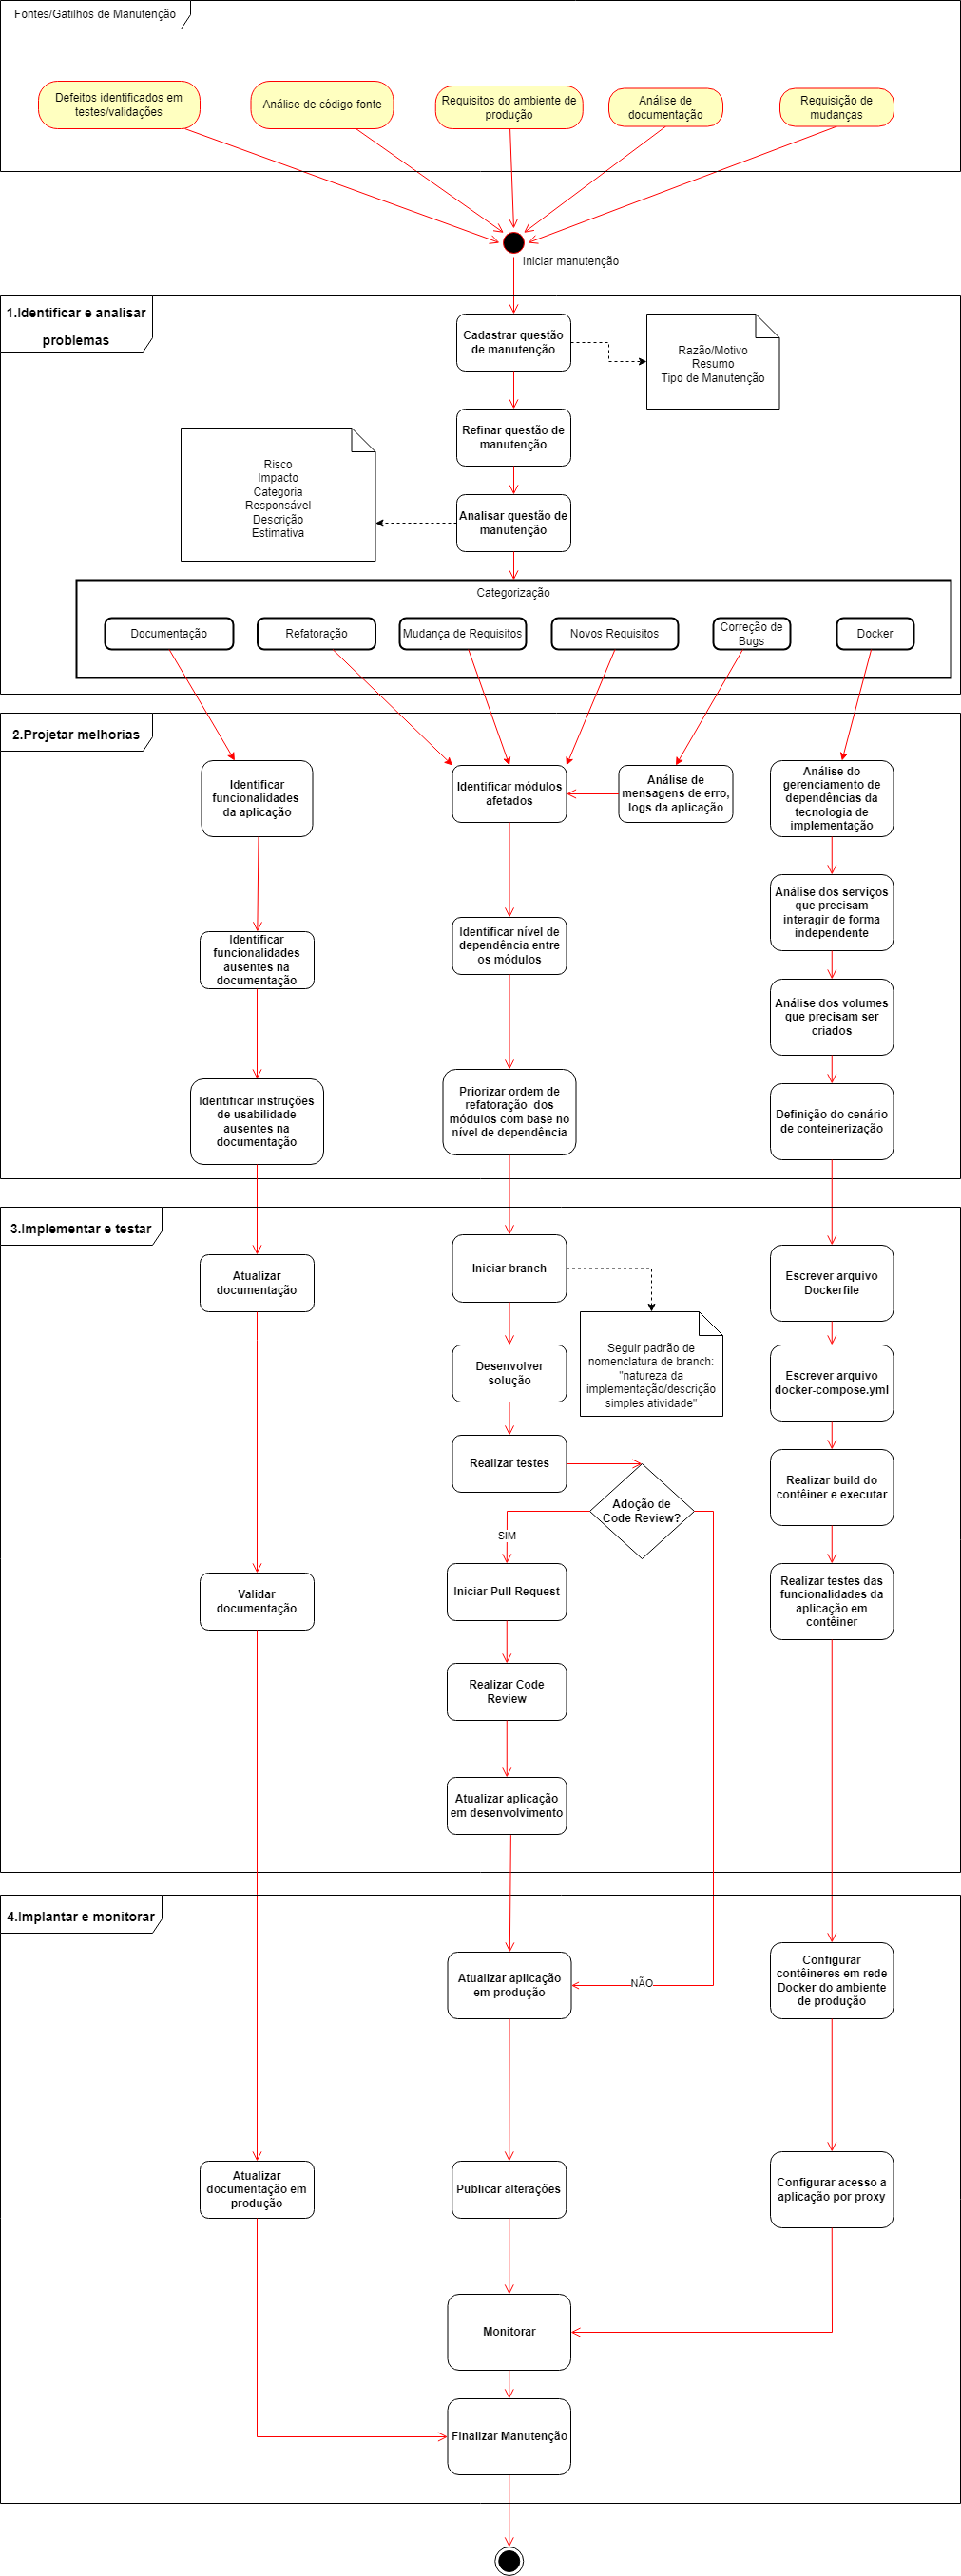 Fontes/Gatilhos de Manutenção
Defeitos identificados em
testes/validações
Análise de código-fonte
Requisitos do ambiente de
produção
Análise de
documentação
Requisição de
mudanças
Iniciar manutenção
1.Identificar e analisar
problemas
Cadastrar questão
de manutenção
Razão/Motivo
Resumo
Tipo de Manutenção
Refinar questão de
manutenção
Risco
Impacto
Categoria
Responsável
Descrição
Estimativa
Analisar questão de
manutenção
Categorização
Documentação
Refatoração
Mudança de Requisitos
Novos Requisitos
Correção de
Bugs
Docker
2.Projetar melhorias
Identificar
funcionalidades
da aplicação
Identificar módulos
afetados
Análise de
mensagens de erro,
logs da aplicação
Análise do
gerenciamento de
dependências da
tecnologia de
implementação
Identificar
funcionalidades
ausentes na
documentação
Identificar nível de
dependência entre
os módulos
Análise dos serviços
que precisam
interagir de forma
independente
Análise dos volumes
que precisam ser
criados
Identificar instruções
de usabilidade
ausentes na
documentação
Priorizar ordem de
refatoração dos
módulos com base no
nível de dependência
Definição do cenário
de conteinerização
3.Implementar e testar
Atualizar
documentação
Iniciar branch
Escrever arquivo
Dockerfile
Seguir padrão de
nomenclatura de branch:
"natureza da
implementação/descrição
simples atividade"
Desenvolver
solução
Escrever arquivo
docker-compose.yml
Realizar testes
Adoção de
Code Review?
SIM
Realizar build do
contêiner e executar
Validar
documentação
Iniciar Pull Request
Realizar testes das
funcionalidades da
aplicação em
contêiner
Realizar Code
Review
Atualizar aplicação
em desenvolvimento
4.Implantar e monitorar
Atualizar aplicação
em produção
NÃO
Configurar
contêineres em rede
Docker do ambiente
de produção
Atualizar
documentação em
produção
Publicar alterações
Configurar acesso a
aplicação por proxy
Monitorar
Finalizar Manutenção